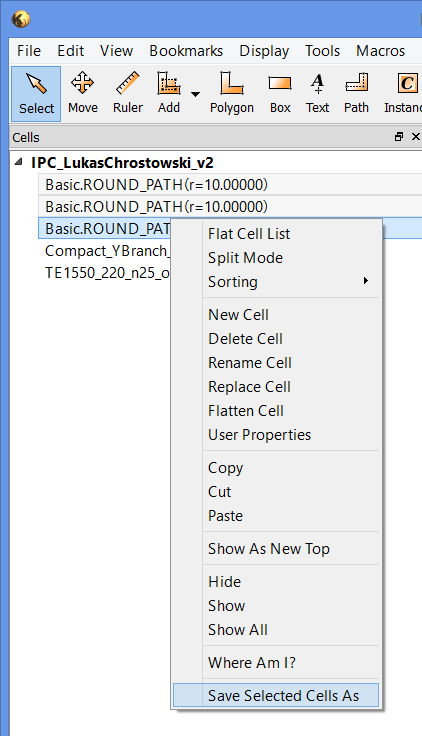 File Edit View Bookmarks Display Tools Macros
Select Move Ruler Add Polygon Box Text Path Instanc
Cells
IPC_LukasChrostowski_v2
Basic.ROUND_PATH(r=10.00000)
Basic.ROUND_PATH(r=10.00000)
Basic.ROUND_PAT
Compact_YBranch_
TE1550_220_n25_o
Flat Cell List
Split Mode
Sorting
New Cell
Delete Cell
Rename Cell
Replace Cell
Flatten Cell
User Properties
Copy
Cut
Paste
Show As New Top
Hide
Show
Show All
Where Am I?
Save Selected Cells As